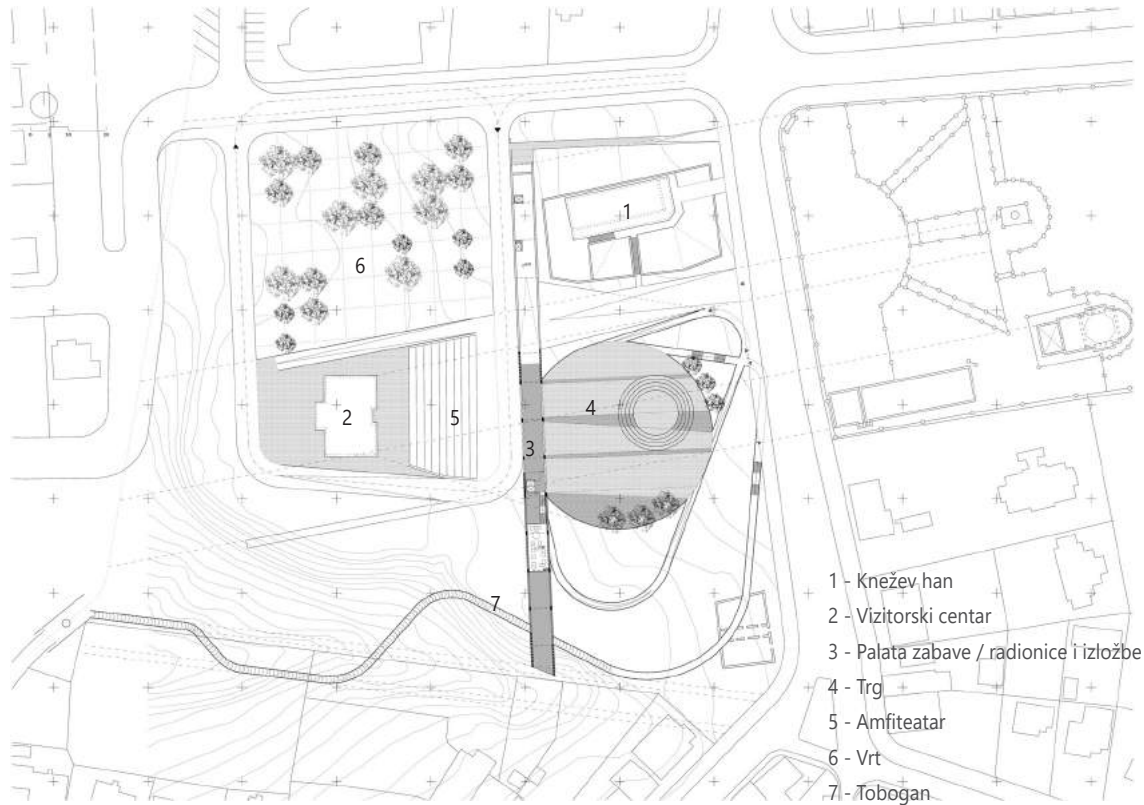 1
6
4
2
5
3
7
1 - Knežev han
2 - Vizitorski centar
3 - Palata zabave / radionice i izložbe
4 - Trg
5 - Amfiteatar
6 - Vrt
7 - Tobogan